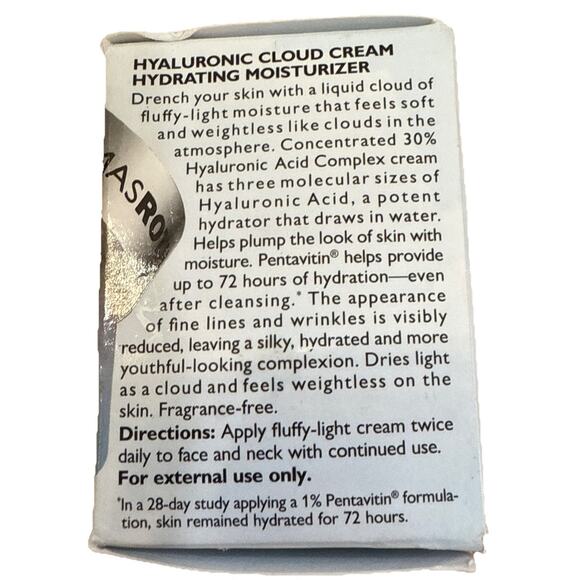 HYALURONIC CLOUD CREAM
HYDRATING MOISTURIZER
Drench your skin with a liquid cloud of
fluffy-light moisture that feels soft
and weightless like clouds in the
atmosphere. Concentrated 30%
Hyaluronic Acid Complex cream
has three molecular sizes of
Hyaluronic Acid, a potent
hydrator that draws in water.
Helps plump the look of skin with
moisture. Pentavitin® helps provide
up to 72 hours of hydration—even
after cleansing.* The appearance
of fine lines and wrinkles is visibly
reduced, leaving a silky, hydrated and more
youthful-looking complexion. Dries light
as a cloud and feels weightless on the
skin. Fragrance-free.
Directions: Apply fluffy-light cream twice
daily to face and neck with continued use.
For external use only.
*In a 28-day study applying a 1% Pentavitin® formula-
tion, skin remained hydrated for 72 hours.